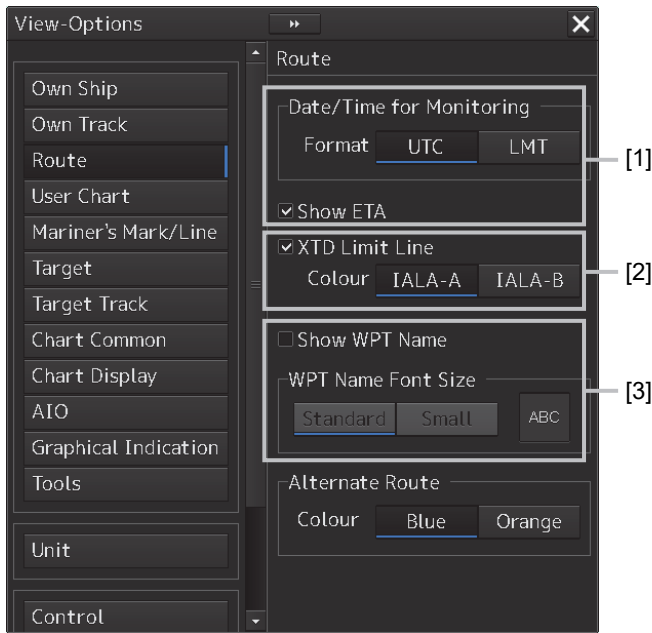 View-Options
Own Ship
Own Track
Route
User Chart
Mariner's Mark/Line
Target
Target Track
Chart Common
Chart Display
AIO
Graphical Indication
Tools
Unit
Control
Route
Date/Time for Monitoring
Format UTC LMT
Show ETA
[1]
XTD Limit Line
Colour IALA-A IALA-B
[2]
Show WPT Name
WPT Name Font Size
Standard Small ABC
[3]
Alternate Route
Colour Blue Orange